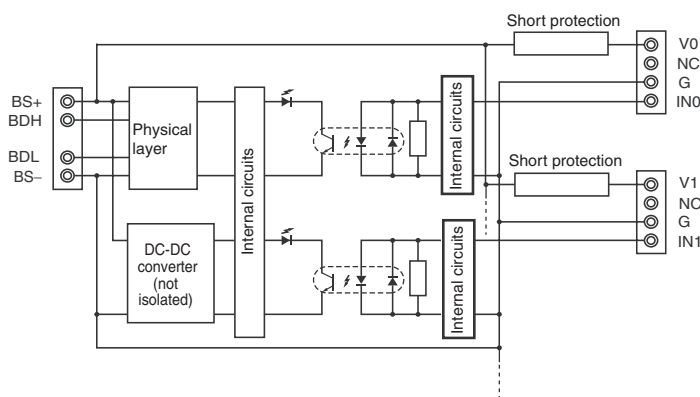 Short protection
V0
NC
G
IN0
BS+
BDH
BDL
BS−
Physical
layer
Internal circuits
Internal circuits
Short protection
V1
NC
G
IN1
DC-DC
converter
(not
isolated)
Internal circuits